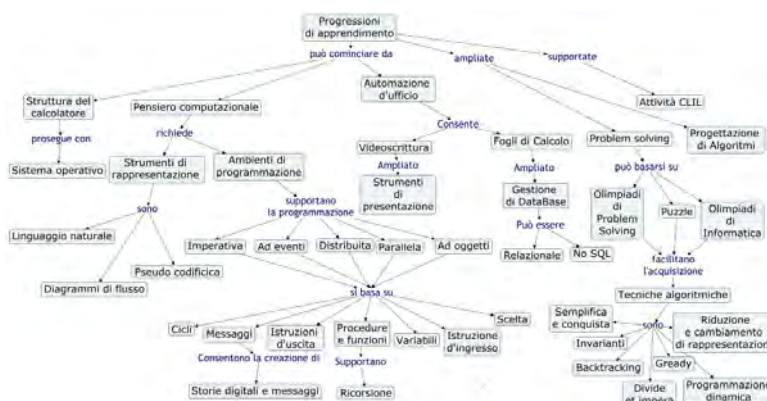 Progressioni
di apprendimento
può cominciare da
ampliate
supportate
Struttura del
calcolatore
Pensiero computazionale
Automazione
d'ufficio
Attività CLIL
prosegue con
richiede
Consente
Problem solving
Progettazione
di Algoritmi
Sistema operativo
Strumenti di
rappresentazione
Ambienti di
programmazione
Videoscrittura
Fogli di Calcolo
Ampliato
Ampliato
può basarsi su
sono
supportano
la programmazione
Strumenti
di
presentazione
Gestione
di DataBase
Olimpiadi
di
Problem
Solving
Puzzle
Olimpiadi
di
Informatica
Linguaggio naturale
Diagrammi di flusso
Pseudo codifica
Imperativa
Ad eventi
Distribuita
Parallela
Ad oggetti
Può essere
Relazionale
No SQL
facilitano
l'acquisizione
si basa su
Tecniche algoritmiche
Cicli
Messaggi
Istruzioni
d'uscita
Procedure
e funzioni
Variabili
Istruzione
d'ingresso
Scelta
Consentono la creazione di
Supportano
Storie digitali e messaggi
Ricorsione
Semplifica
e conquista
sono
Riduzione
e cambiamento
di rappresentazion
Invarianti
Backtracking
Gready
Divide
et impera
Programmazione
dinamica